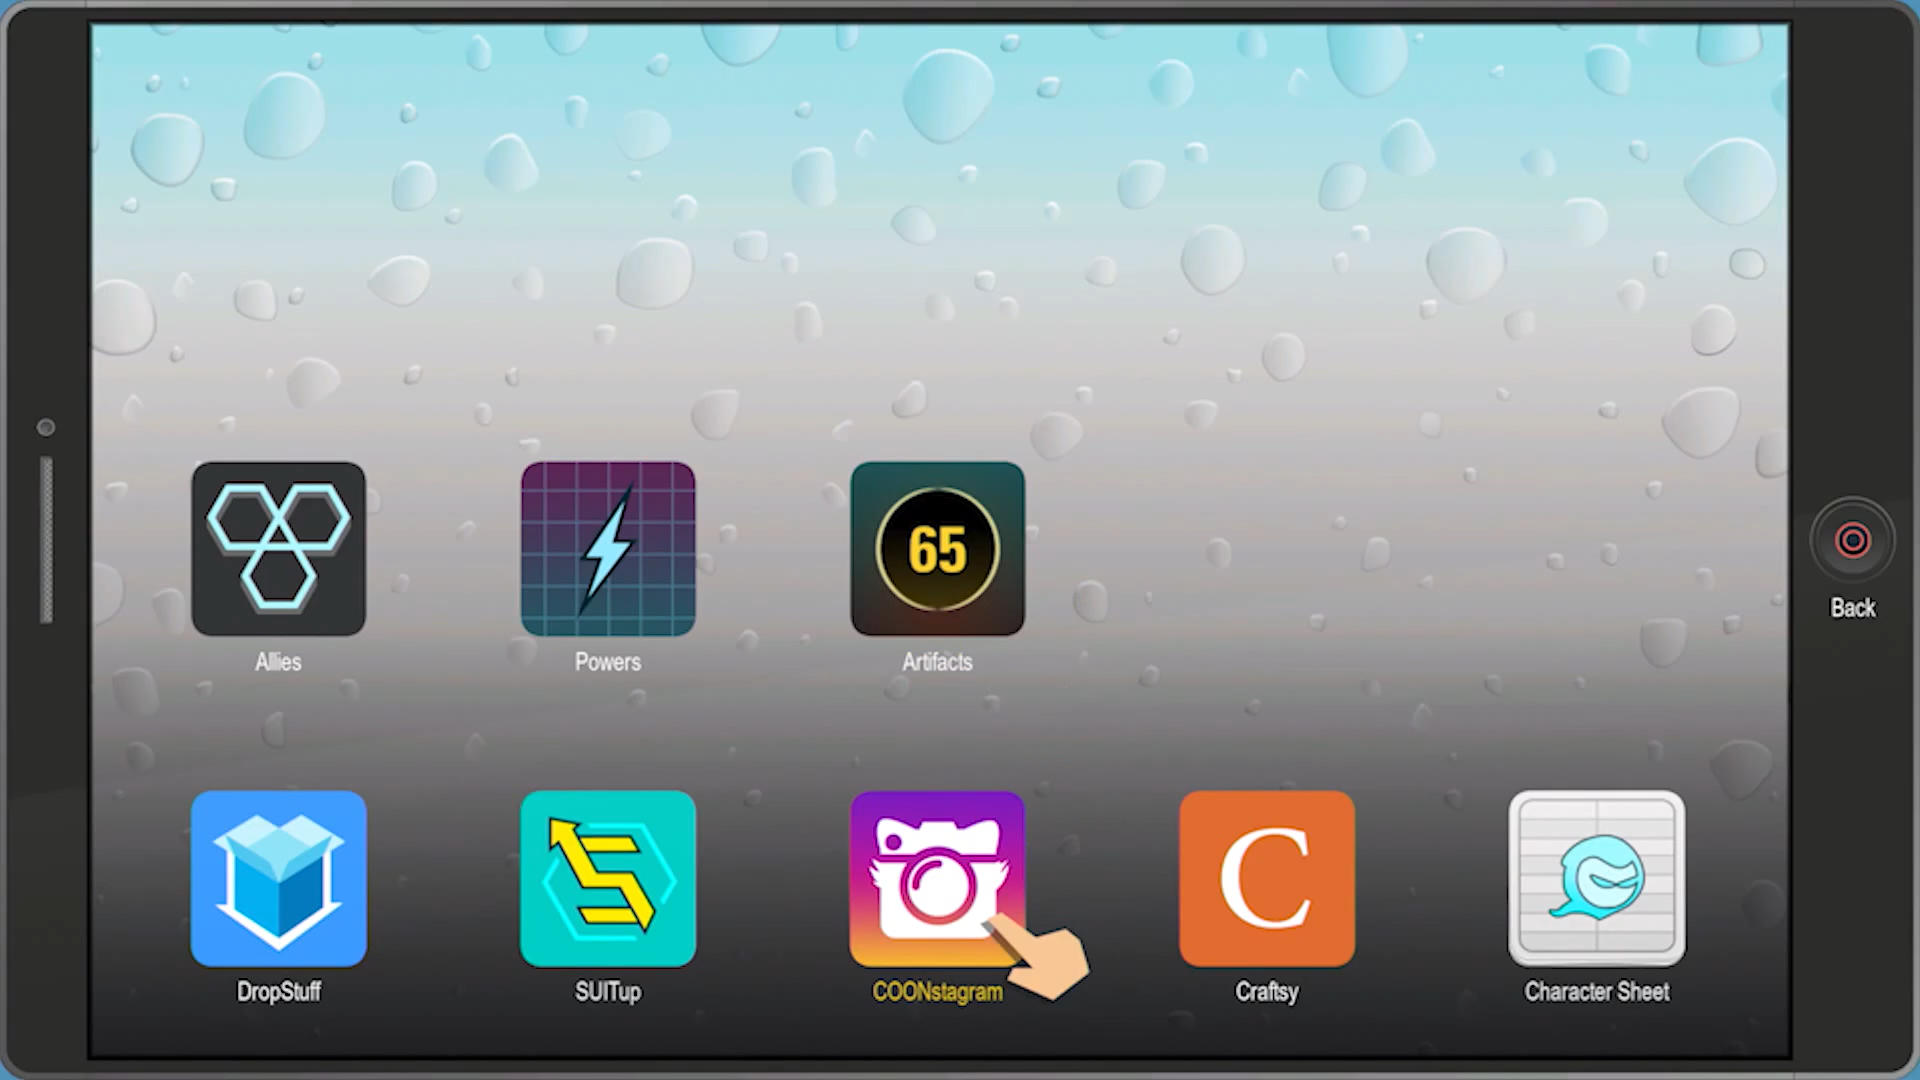 65
Allies
Powers
Artifacts
Back
C
DropStuff
SUITup
COONstagram
Craftsy
Character Sheet